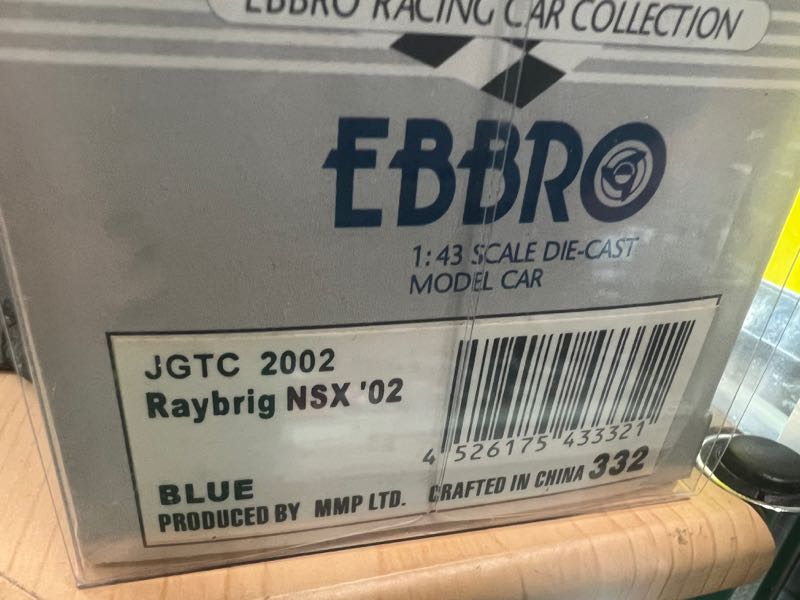 EBBRO RACING CAR COLLECTION
EBBRO
1:43 SCALE DIE-CAST
MODEL CAR
JGTC 2002
Raybrig NSX '02
4 526175 433321
BLUE
PRODUCED BY MMP LTD. CRAFTED IN CHINA 332